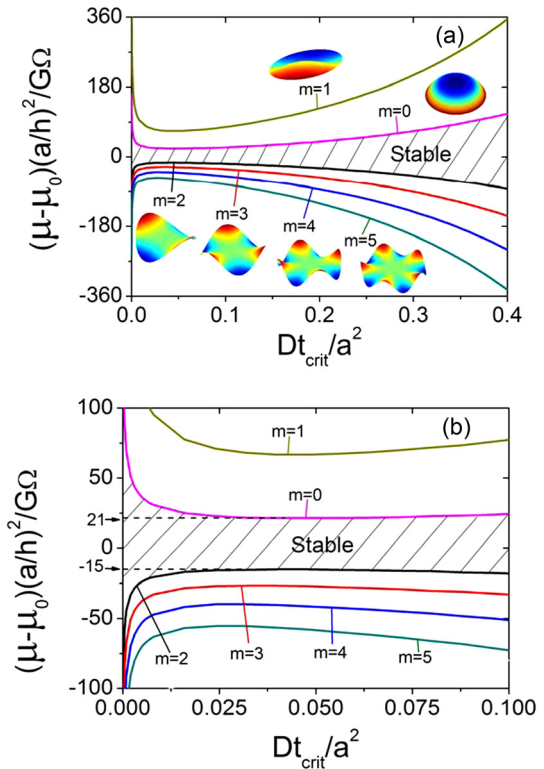 (a)
360
180
0
-180
-360
(μ-μ0)(a/h)²/GΩ
m=1
m=0
Stable
m=2
m=3
m=4
m=5
0.0 0.1 0.2 0.3 0.4
Dtcrit/a²
(b)
100
50
21
0
-15
-50
-100
(μ-μ0)(a/h)²/GΩ
m=1
m=0
Stable
m=2
m=3
m=4
m=5
0.000 0.025 0.050 0.075 0.100
Dtcrit/a²